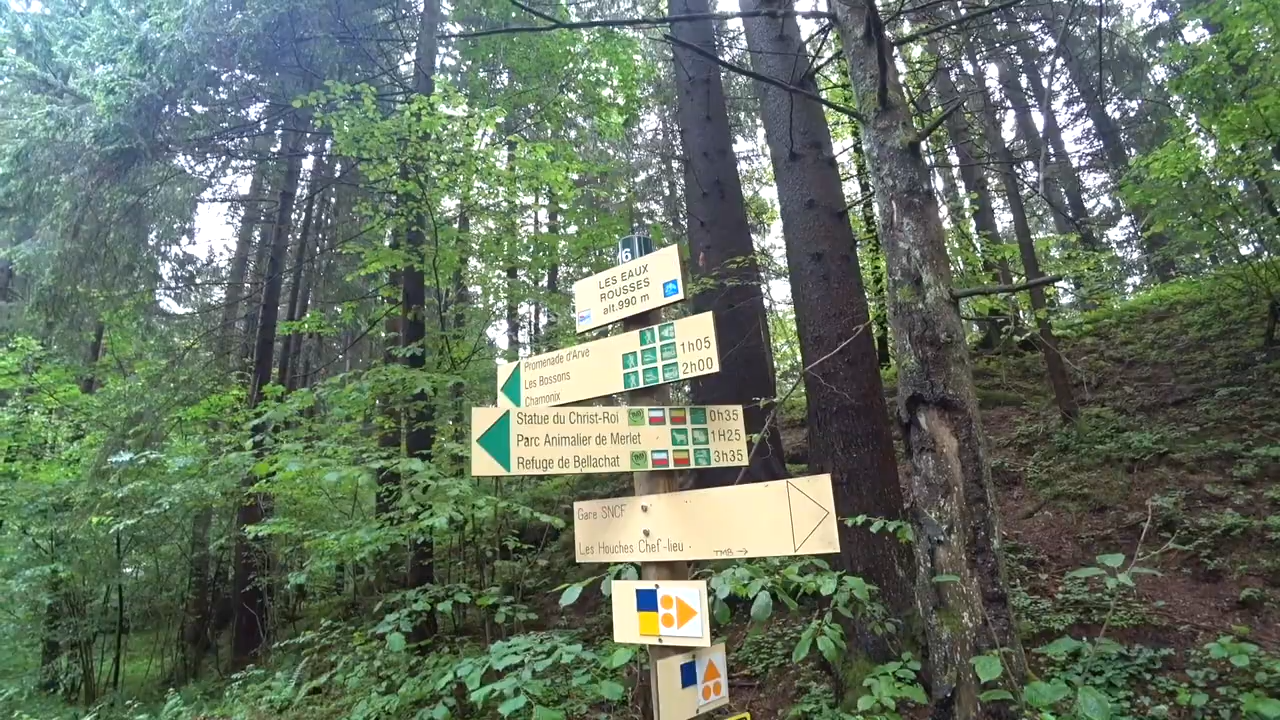 6
LES EAUX
ROUSSES
alt.990 m
Promenade d'Arve
Les Bossons 1h05
Chamonix 2h00
Statue du Christ-Roi 0h35
Parc Animalier de Merlet 1H25
Refuge de Bellachat 3h35
Gare SNCF
Les Houches Chef-lieu
TMB →